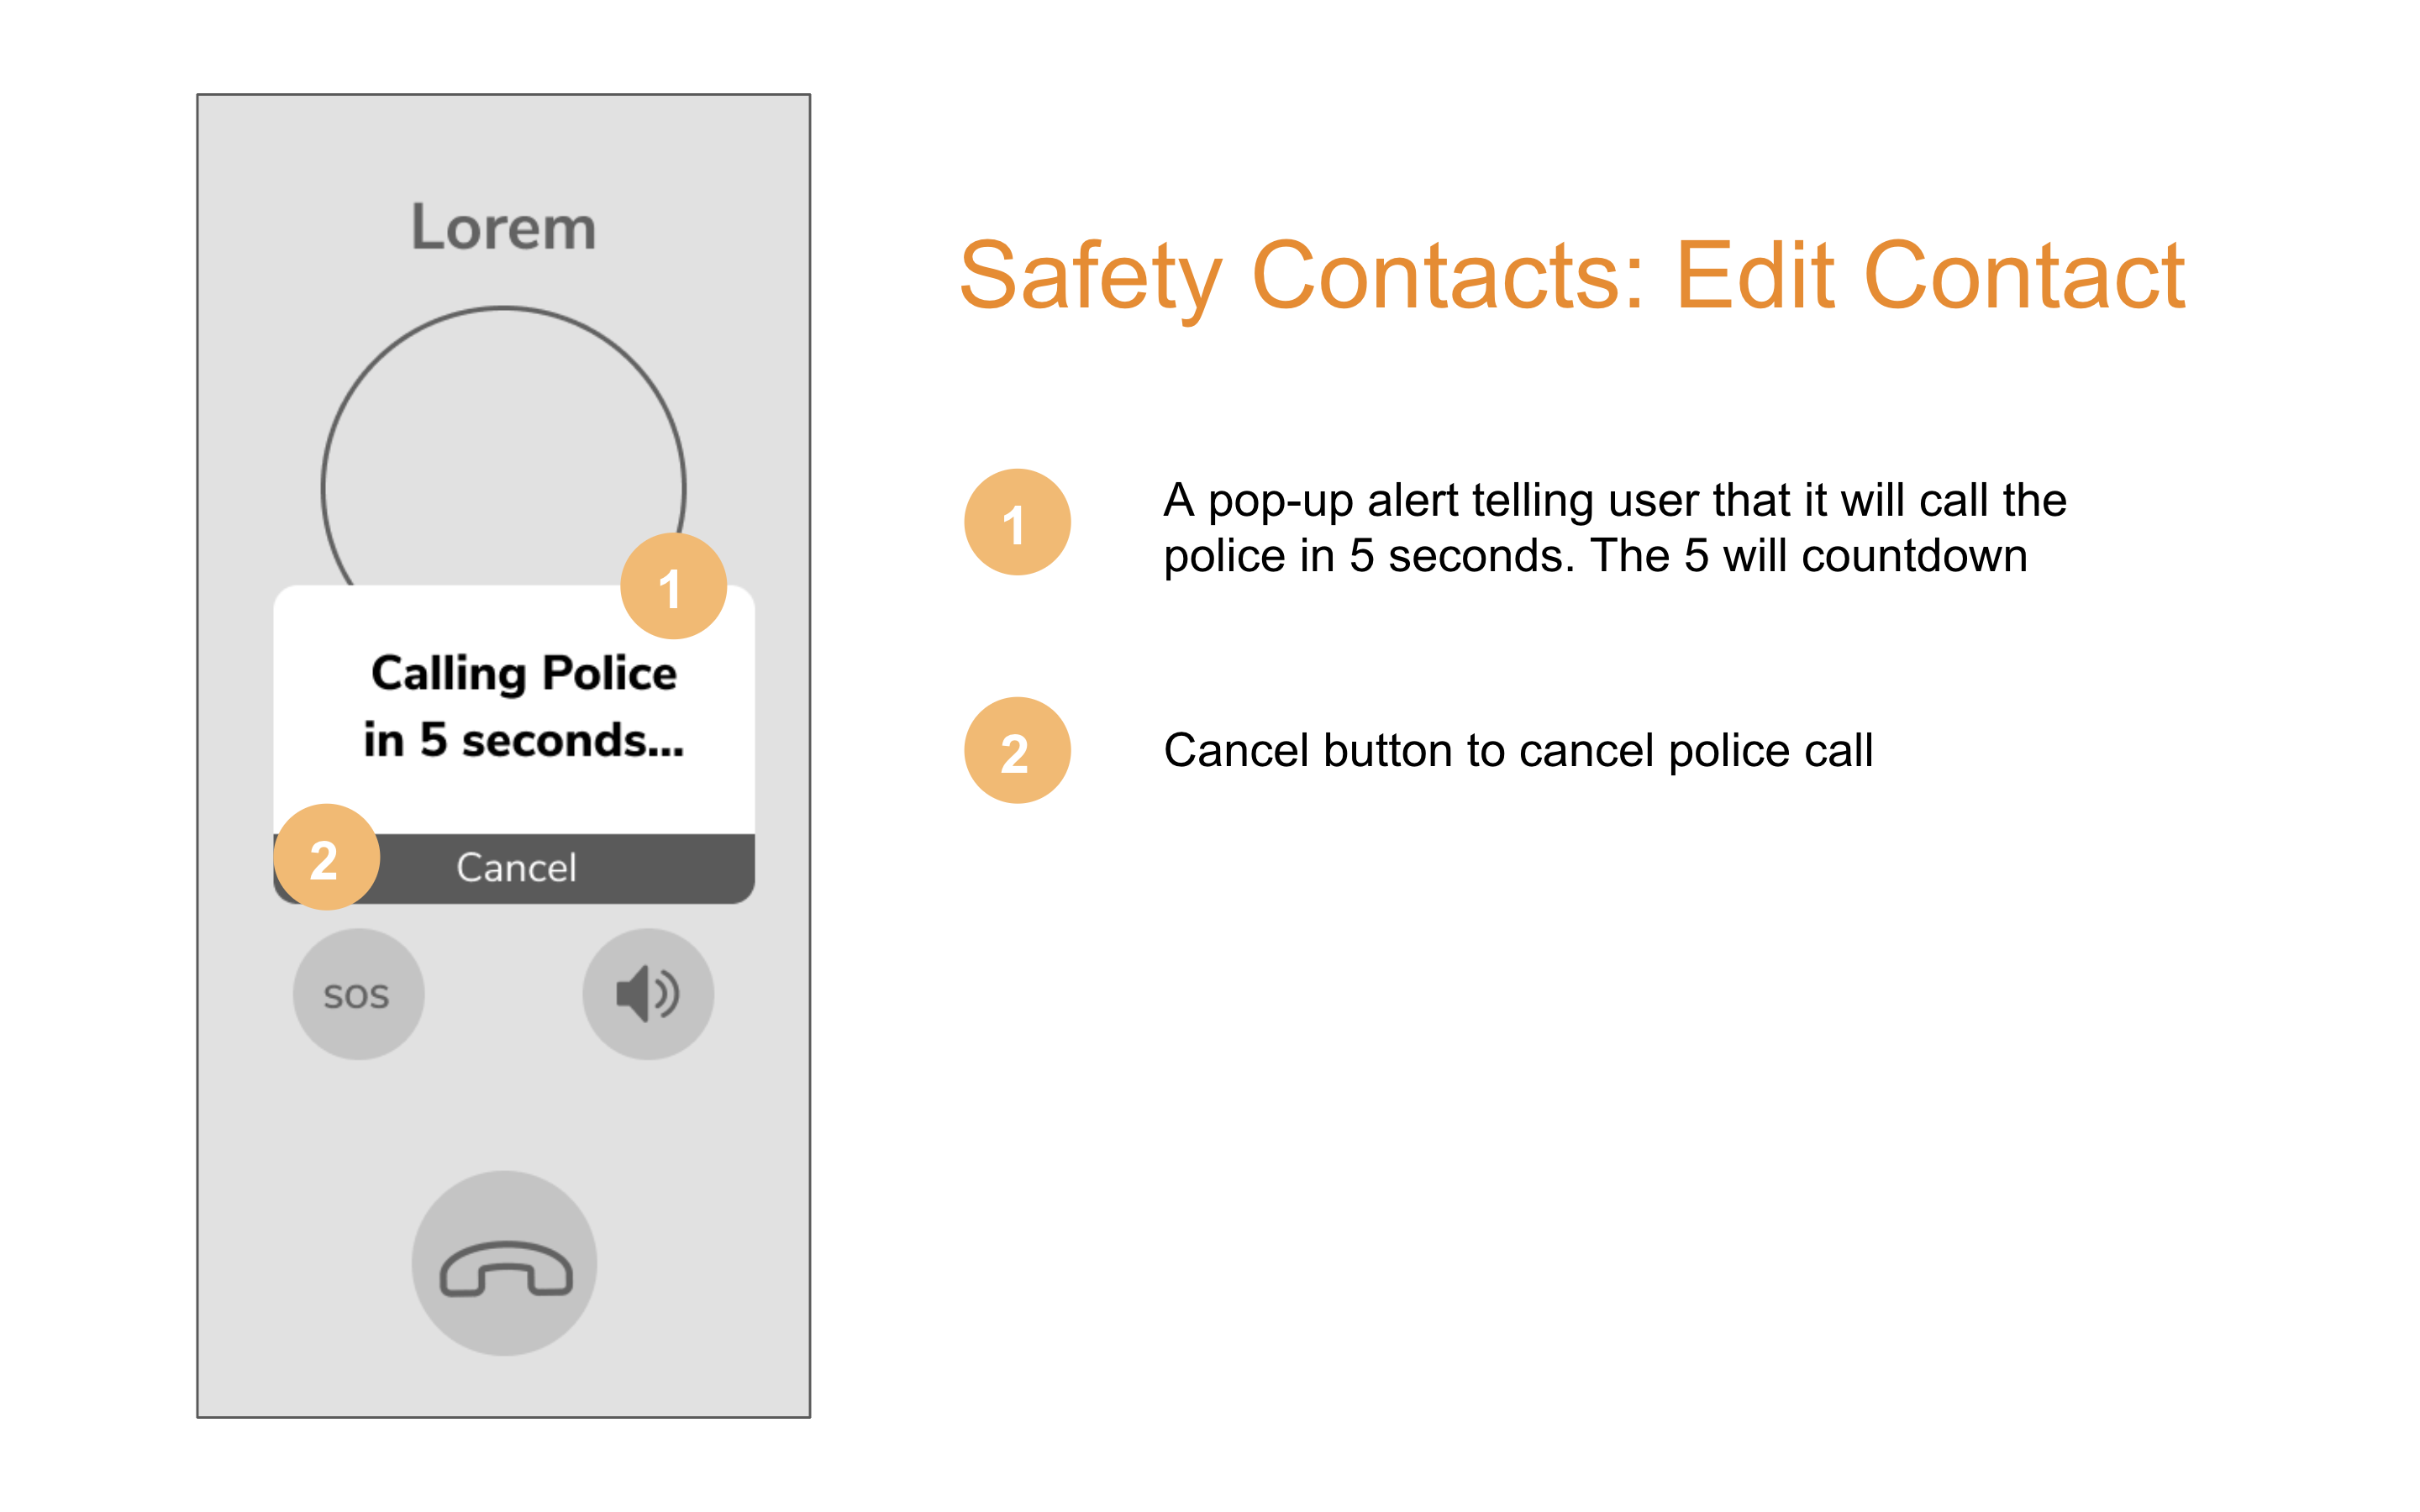 Lorem
1
Calling Police
in 5 seconds...
2
Cancel
sos
Safety Contacts: Edit Contact
1
A pop-up alert telling user that it will call the
police in 5 seconds. The 5 will countdown
2
Cancel button to cancel police call